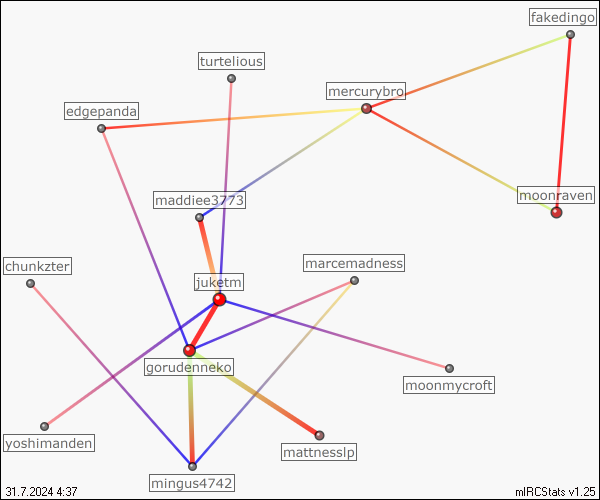 fakedingo
turtelious
mercurybro
edgepanda
moonraven
maddiee3773
chunkzter
marcemadness
juketm
gorudenneko
moonmycroft
yoshimanden
mattnesslp
mingus4742
31.7.2024 4:37
mIRCStats v1.25